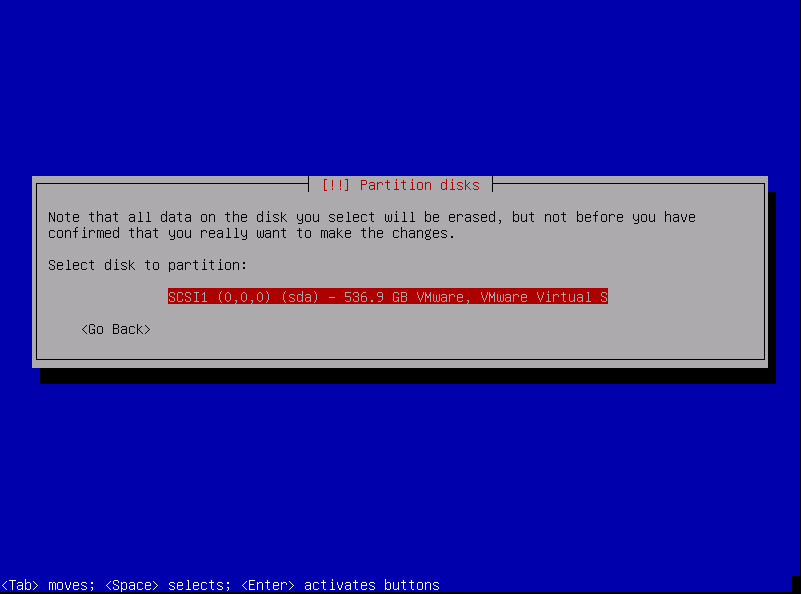 [!!] Partition disks
Note that all data on the disk you select will be erased, but not before you have
confirmed that you really want to make the changes.
Select disk to partition:
SCSI1 (0,0,0) (sda) - 536.9 GB VMware, VMware Virtual S
<Go Back>
<Tab> moves; <Space> selects; <Enter> activates buttons